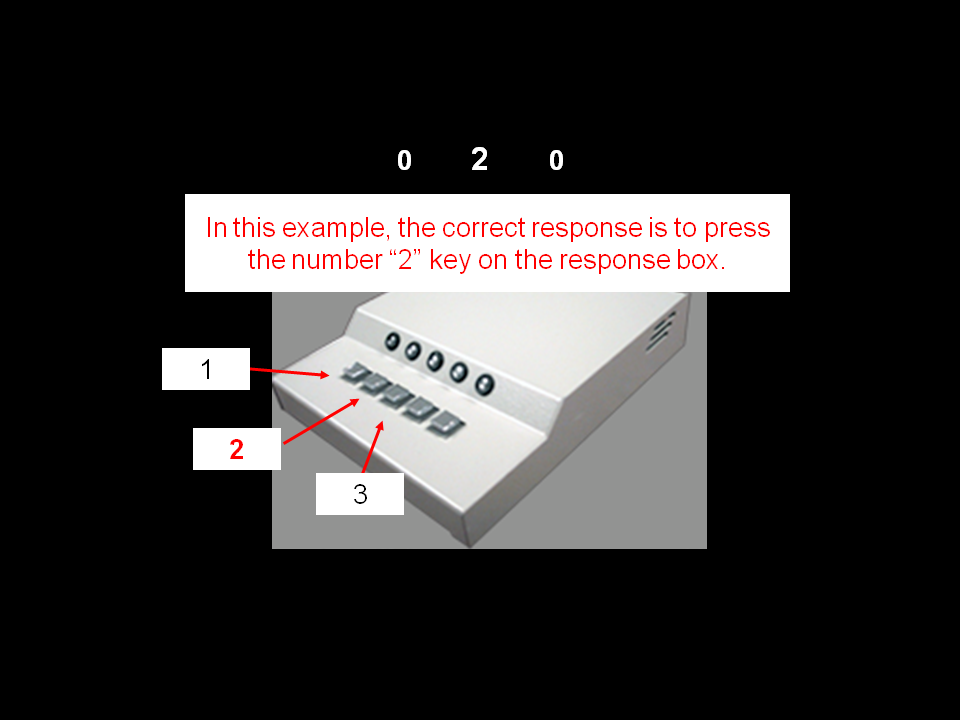 0 2 0
In this example, the correct response is to press
the number “2” key on the response box.
1
2
3